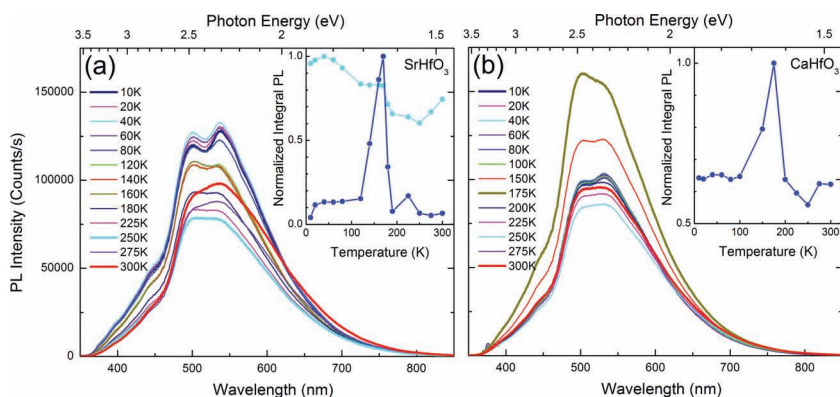 Photon Energy (eV)
3.5 3 2.5 2
1.5
(a)
10K
20K
40K
60K
80K
120K
140K
160K
180K
225K
250K
275K
300K
SrHfO3
Normalized Integral PL
1.0
0.5
0.0
0 100 200 300
Temperature (K)
PL Intensity (Counts/s)
150000
125000
100000
75000
50000
25000
0
400 500 600 700 800
Wavelength (nm)
Photon Energy (eV)
3.5 3 2.5 2 1.5
(b)
10K
20K
40K
60K
80K
100K
150K
175K
200K
225K
250K
275K
300K
CaHfO3
Normalized Integral PL
1.0
0.5
0 100 200 300
Temperature (K)
400 500 600 700 800
Wavelength (nm)